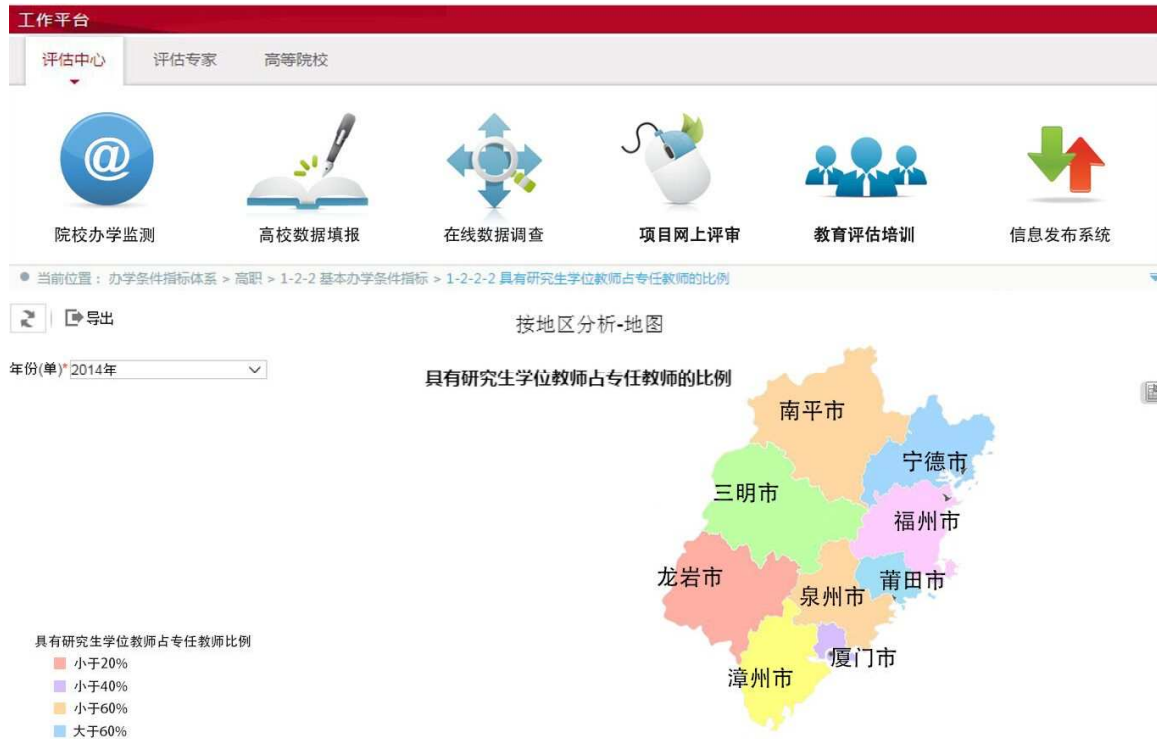 工作平台
评估中心 评估专家 高等院校
院校办学监测 高校数据填报 在线数据调查 项目网上评审 教育评估培训 信息发布系统
当前位置：办学条件指标体系 > 高职 > 1-2-2 基本办学条件指标 > 1-2-2-2 具有研究生学位教师占专任教师的比例
导出
按地区分析-地图
年份(单)*2014年
具有研究生学位教师占专任教师的比例
南平市
宁德市
三明市
福州市
龙岩市
泉州市
莆田市
厦门市
漳州市
具有研究生学位教师占专任教师比例
小于20%
小于40%
小于60%
大于60%